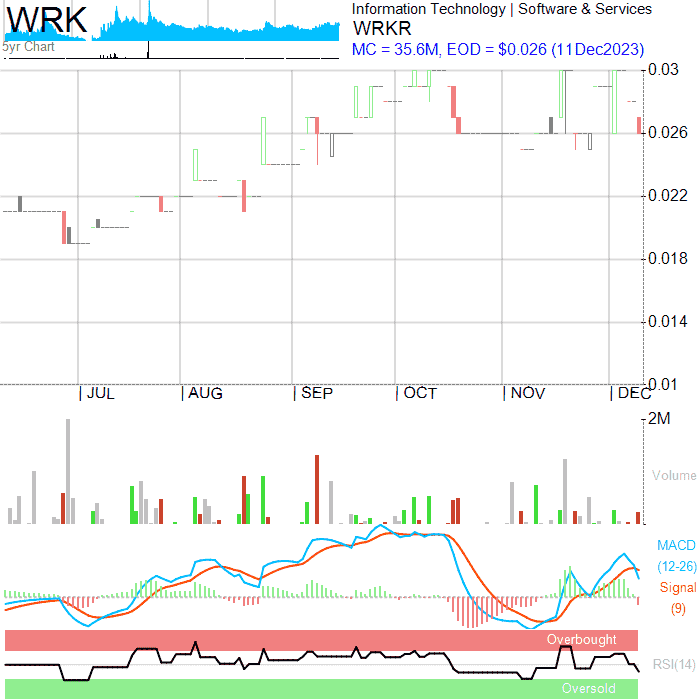 WRK
5yr Chart
Information Technology | Software & Services
WRKR
MC = 35.6M, EOD = $0.026 (11Dec2023)
0.03
0.026
0.022
0.018
0.014
0.01
JUL
AUG
SEP
OCT
NOV
DEC
2M
Volume
MACD
(12-26)
Signal
(9)
Overbought
RSI(14)
Oversold